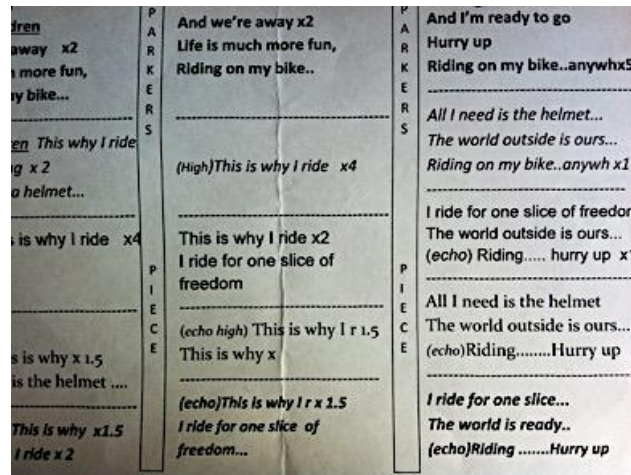 dren
away x2
more fun,
y bike...
en This why I ride
g x 2
a helmet...
is why I ride x4
s is why x 1.5
is the helmet ....
This is why x1.5
I ride x 2
PARKERS
PIECE
And we're away x2
Life is much more fun,
Riding on my bike..
(High)This is why I ride x4
This is why I ride x2
I ride for one slice of
freedom
(echo high) This is why I r 1.5
This is why x
(echo)This is why I r x 1.5
I ride for one slice of
freedom...
PARKERS
PIECE
And I'm ready to go
Hurry up
Riding on my bike..anywhx5
All I need is the helmet...
The world outside is ours...
Riding on my bike..anywh x1
I ride for one slice of freedor
The world outside is ours...
(echo) Riding..... hurry up x
All I need is the helmet
The world outside is ours...
(echo)Riding........Hurry up
I ride for one slice...
The world is ready..
(echo)Riding .......Hurry up